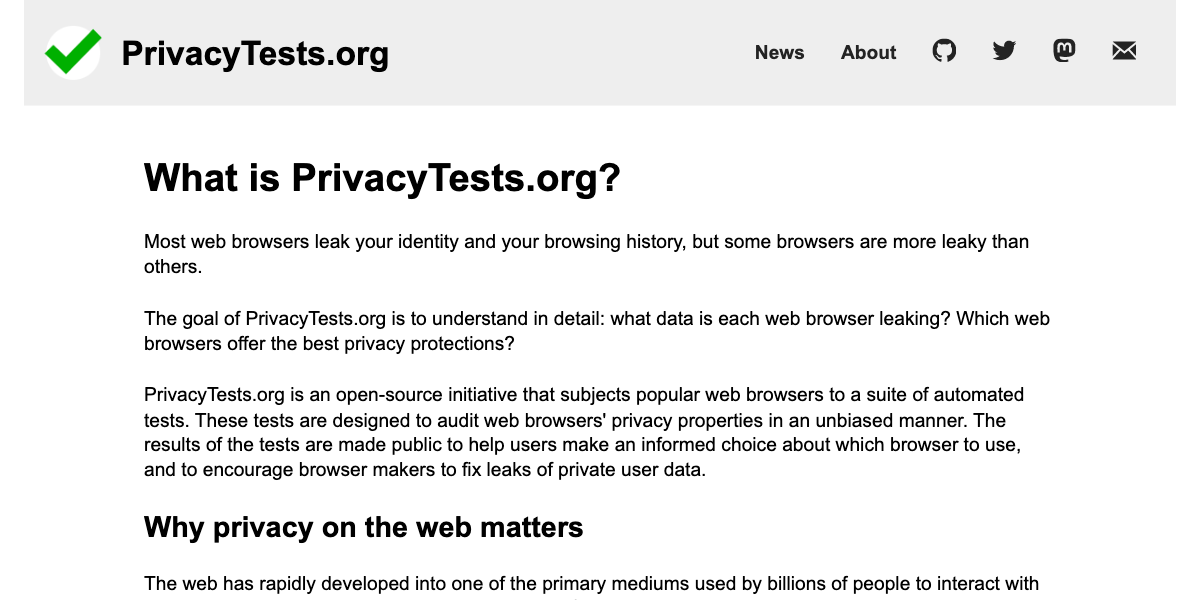 PrivacyTests.org
News
About
What is PrivacyTests.org?
Most web browsers leak your identity and your browsing history, but some browsers are more leaky than
others.
The goal of PrivacyTests.org is to understand in detail: what data is each web browser leaking? Which web
browsers offer the best privacy protections?
PrivacyTests.org is an open-source initiative that subjects popular web browsers to a suite of automated
tests. These tests are designed to audit web browsers' privacy properties in an unbiased manner. The
results of the tests are made public to help users make an informed choice about which browser to use,
and to encourage browser makers to fix leaks of private user data.
Why privacy on the web matters
The web has rapidly developed into one of the primary mediums used by billions of people to interact with